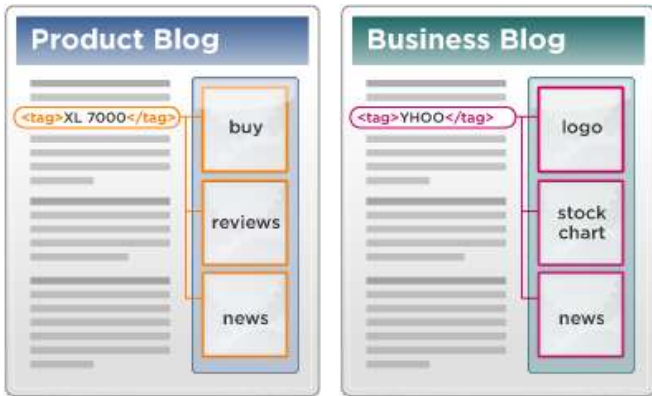 Product Blog
<tag>XL 7000</tag>
buy
reviews
news
Business Blog
<tag>YHOO</tag>
logo
stock
chart
news